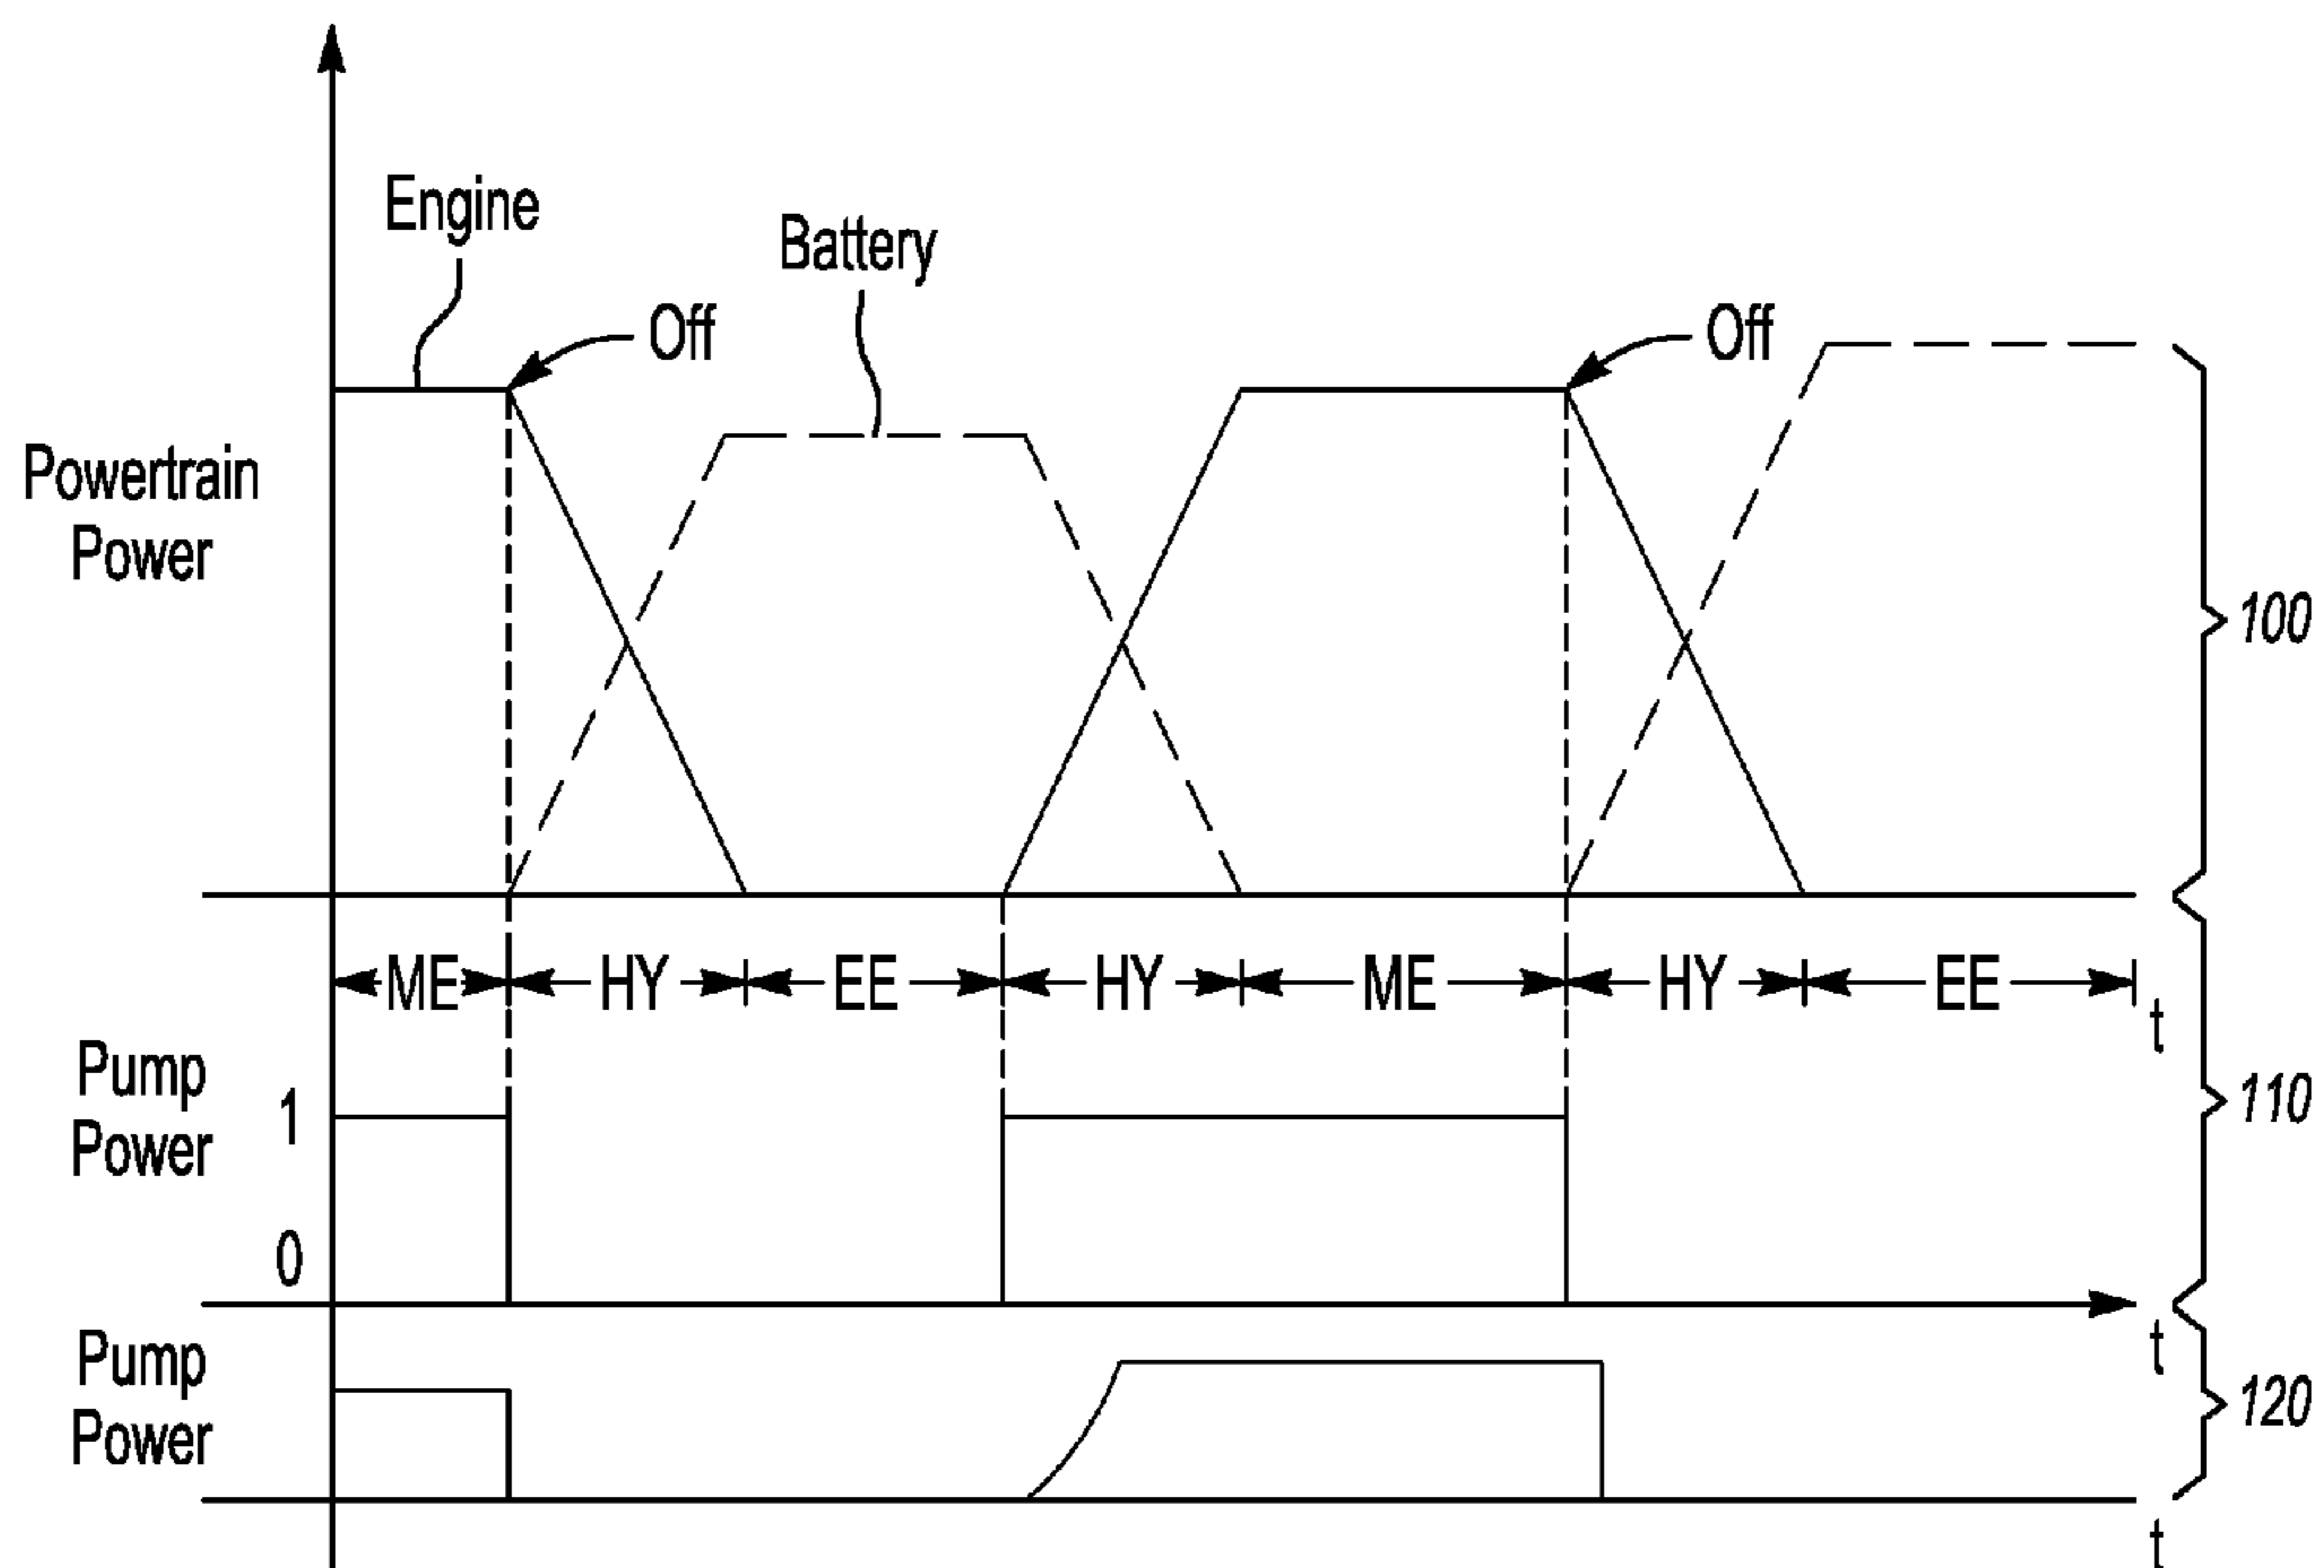 Engine
Battery
Off
Off
Powertrain
Power
100
ME HY EE HY ME HY EE
t
Pump
Power
1
0
110
t
Pump
Power
120
t